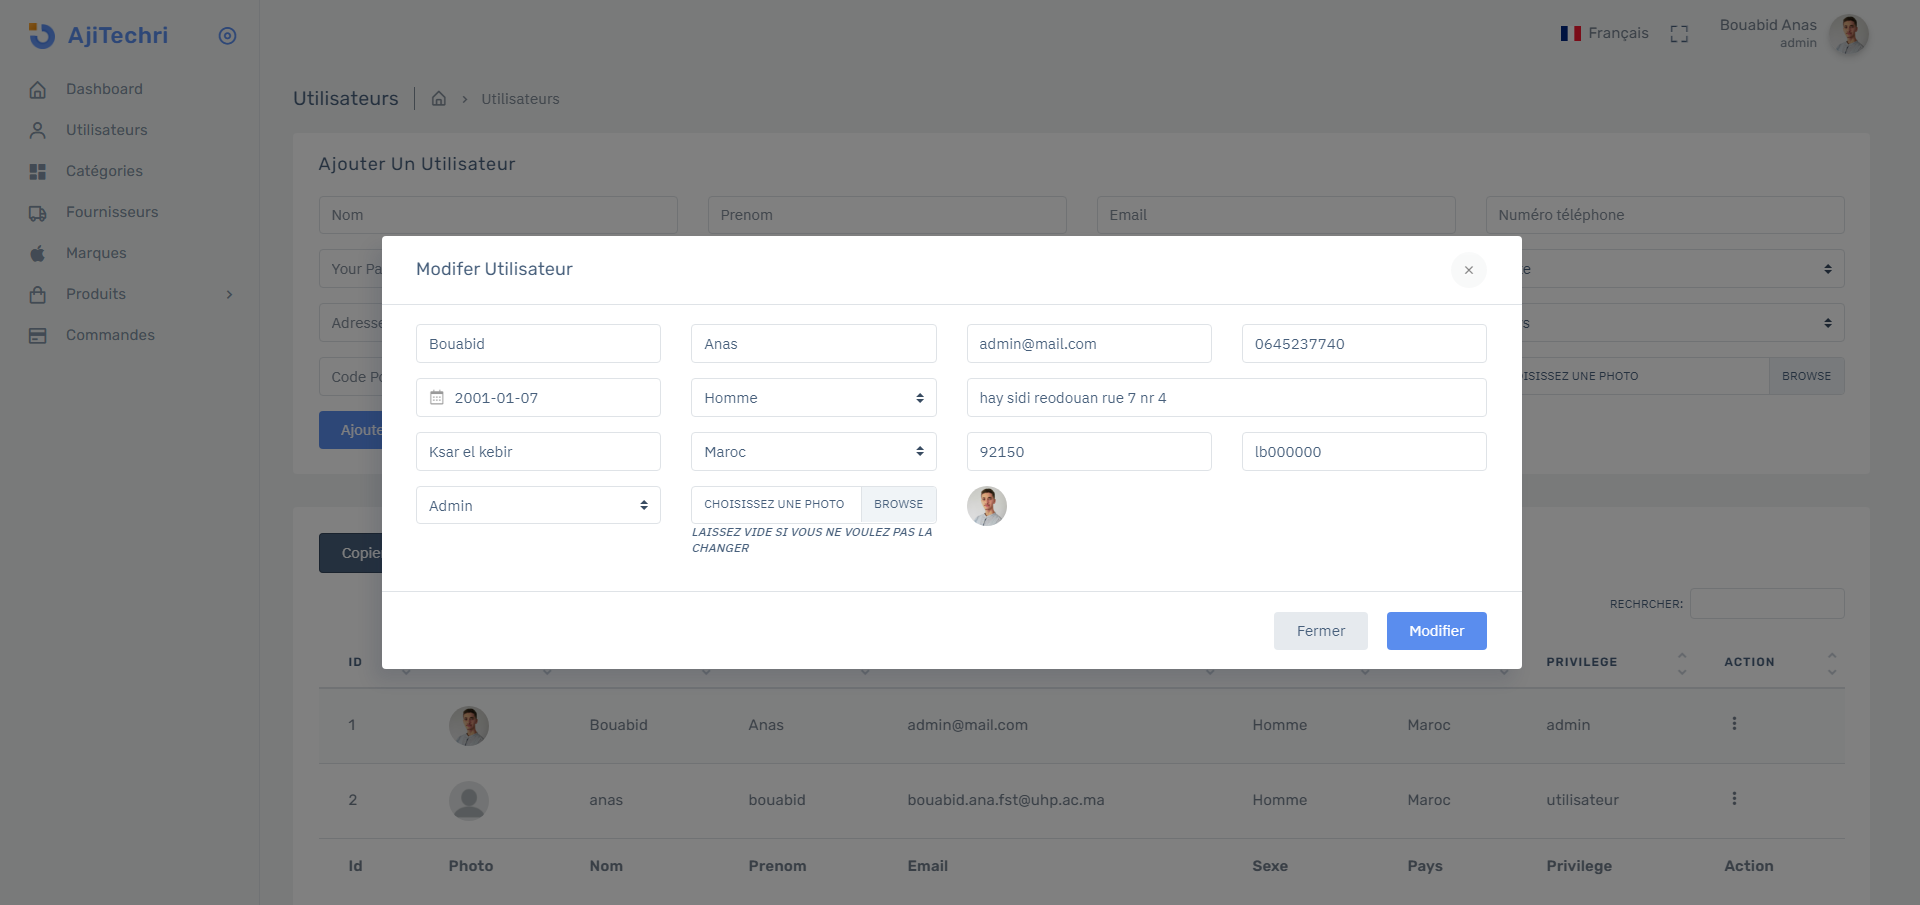 AjiTechri
Français
Bouabid Anas
admin
Dashboard
Utilisateurs
Catégories
Fournisseurs
Marques
Produits
Commandes
Utilisateurs
Utilisateurs
Ajouter Un Utilisateur
Nom
Prenom
Email
Numéro téléphone
Your Pa
e
Adresse
s
Code Po
OISISSEZ UNE PHOTO
BROWSE
Ajoute
Modifer Utilisateur
×
Bouabid
Anas
admin@mail.com
0645237740
2001-01-07
Homme
hay sidi reodouan rue 7 nr 4
Ksar el kebir
Maroc
92150
lb000000
Admin
CHOISISSEZ UNE PHOTO
BROWSE
LAISSEZ VIDE SI VOUS NE VOULEZ PAS LA
CHANGER
Fermer
Modifier
Copier
RECHRCHER:
ID
PRIVILEGE
ACTION
1
Bouabid
Anas
admin@mail.com
Homme
Maroc
admin
2
anas
bouabid
bouabid.ana.fst@uhp.ac.ma
Homme
Maroc
utilisateur
Id
Photo
Nom
Prenom
Email
Sexe
Pays
Privilege
Action